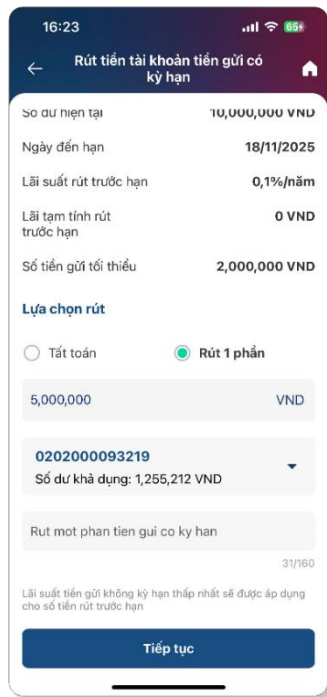 16:23
65
Rút tiền tài khoản tiền gửi có
kỳ hạn
Số dư hiện tại 10,000,000 VND
Ngày đến hạn 18/11/2025
Lãi suất rút trước hạn 0,1%/năm
Lãi tạm tính rút
trước hạn 0 VND
Số tiền gửi tối thiểu 2,000,000 VND
Lựa chọn rút
Tất toán Rút 1 phần
5,000,000 VND
0202000093219
Số dư khả dụng: 1,255,212 VND
Rut mot phan tien gui co ky han
31/160
Lãi suất tiền gửi không kỳ hạn thấp nhất sẽ được áp dụng
cho số tiền rút trước hạn
Tiếp tục